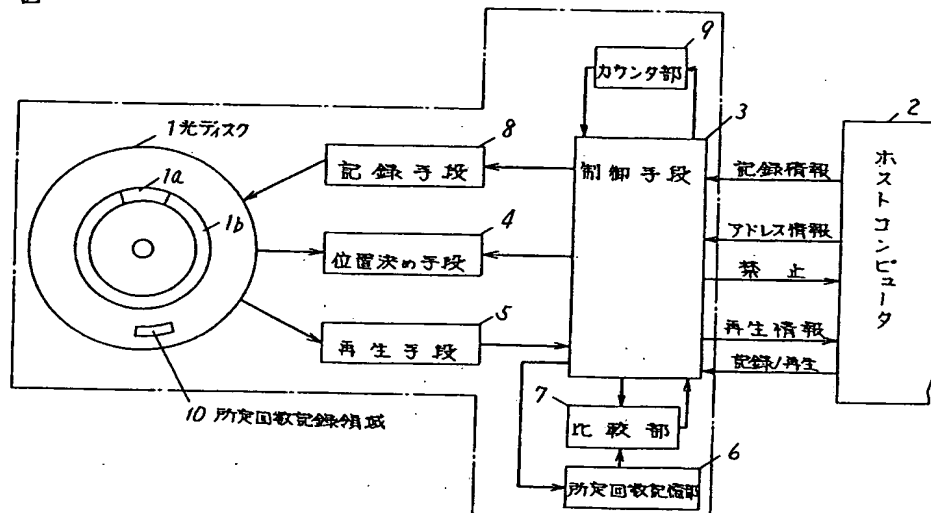 図
9
カウンタ部
3
2
1光ディスク
8
1a
記録手段
制御手段
記録情報
ホストコンピュータ
1b
4
アドレス情報
位置決め手段
禁止
5
再生情報
再生手段
記録/再生
7
10 所定回数記録領域
比較部
6
所定回数記憶部